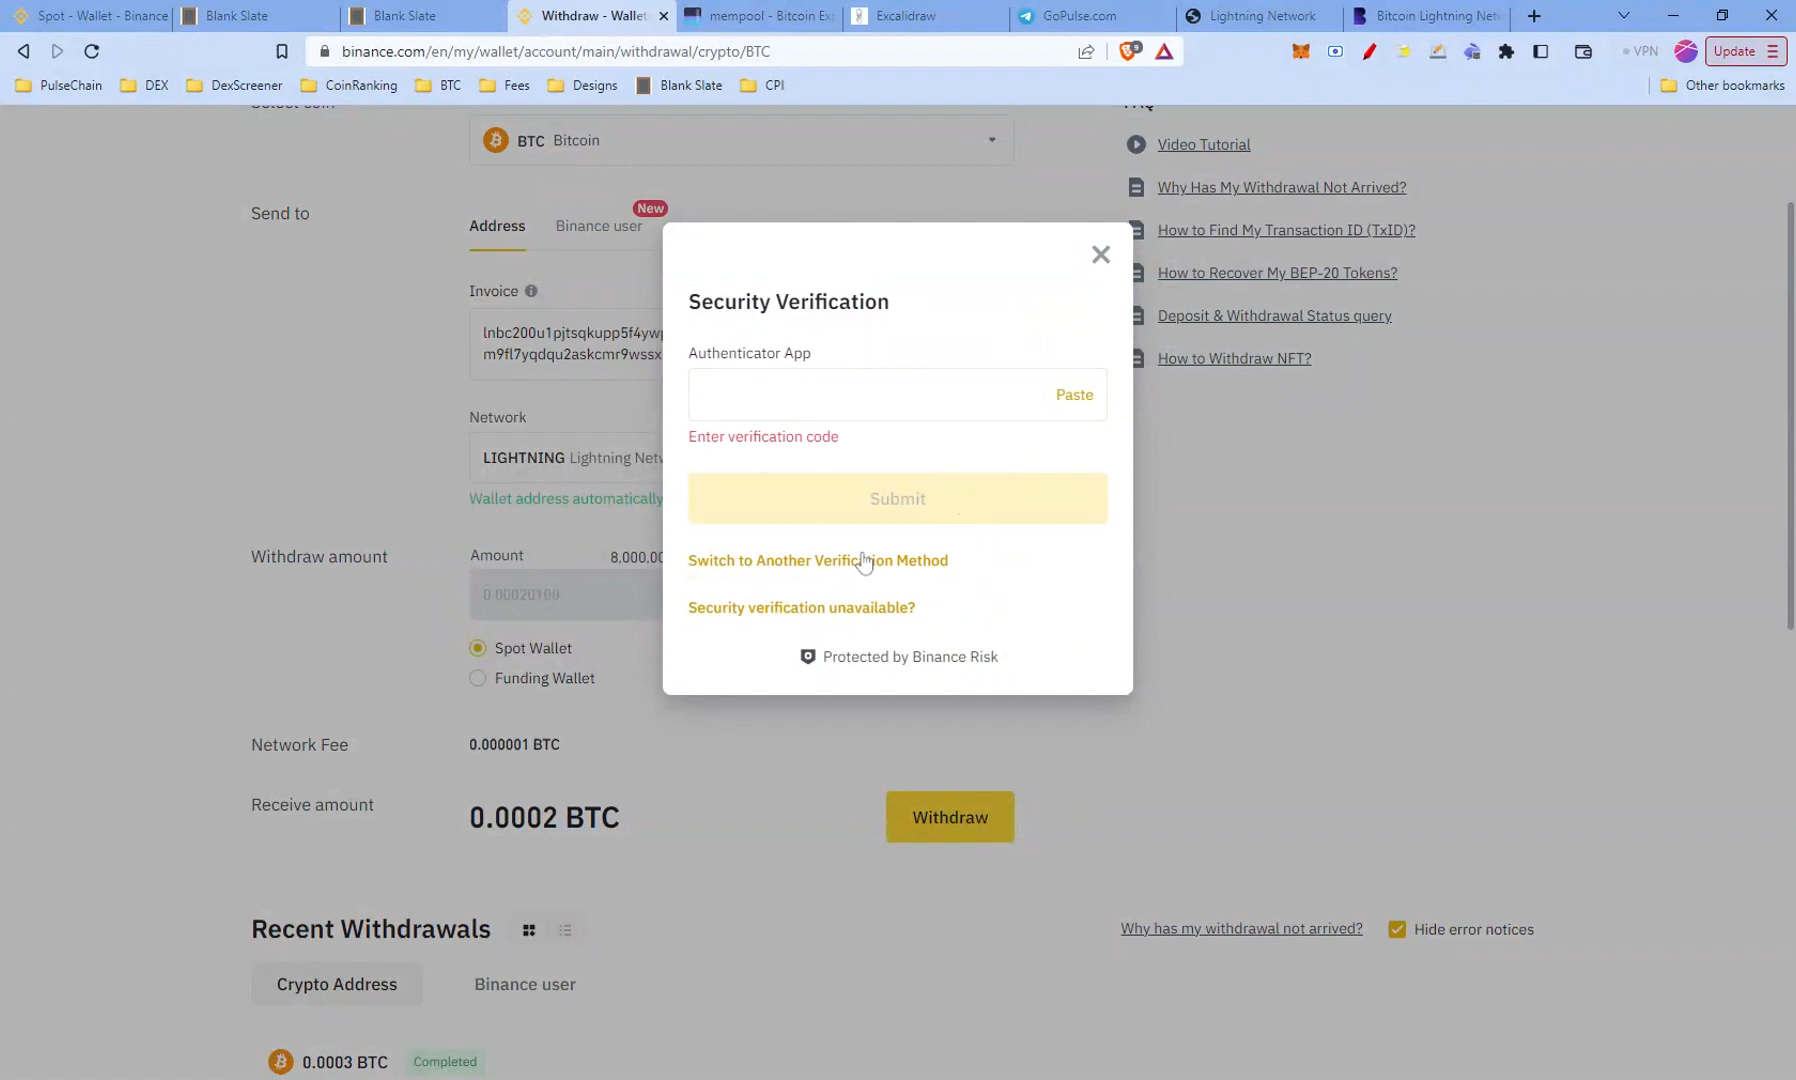 Spot - Wallet - Binance
Blank Slate
Blank Slate
Withdraw - Wallet
mempool - Bitcoin Exp
Excalidraw
GoPulse.com
Lightning Network
Bitcoin Lightning Netw
binance.com/en/my/wallet/account/main/withdrawal/crypto/BTC
9
VPN
Update
PulseChain
DEX
DexScreener
CoinRanking
BTC
Fees
Designs
Blank Slate
CPI
Other bookmarks
Select coin
BTC Bitcoin
Send to
Address
Binance user
New
Invoice
lnbc200u1pjtsqkupp5f4ywp
m9fl7yqdqu2askcmr9wssx
Network
LIGHTNING Lightning Netw
Wallet address automatically
Withdraw amount
Amount
8,000.00
0.00020100
Spot Wallet
Funding Wallet
Network Fee
0.000001 BTC
Receive amount
0.0002 BTC
Withdraw
Security Verification
Authenticator App
Paste
Enter verification code
Submit
Switch to Another Verification Method
Security verification unavailable?
Protected by Binance Risk
FAQ
Video Tutorial
Why Has My Withdrawal Not Arrived?
How to Find My Transaction ID (TxID)?
How to Recover My BEP-20 Tokens?
Deposit & Withdrawal Status query
How to Withdraw NFT?
Recent Withdrawals
Why has my withdrawal not arrived?
Hide error notices
Crypto Address
Binance user
0.0003 BTC
Completed